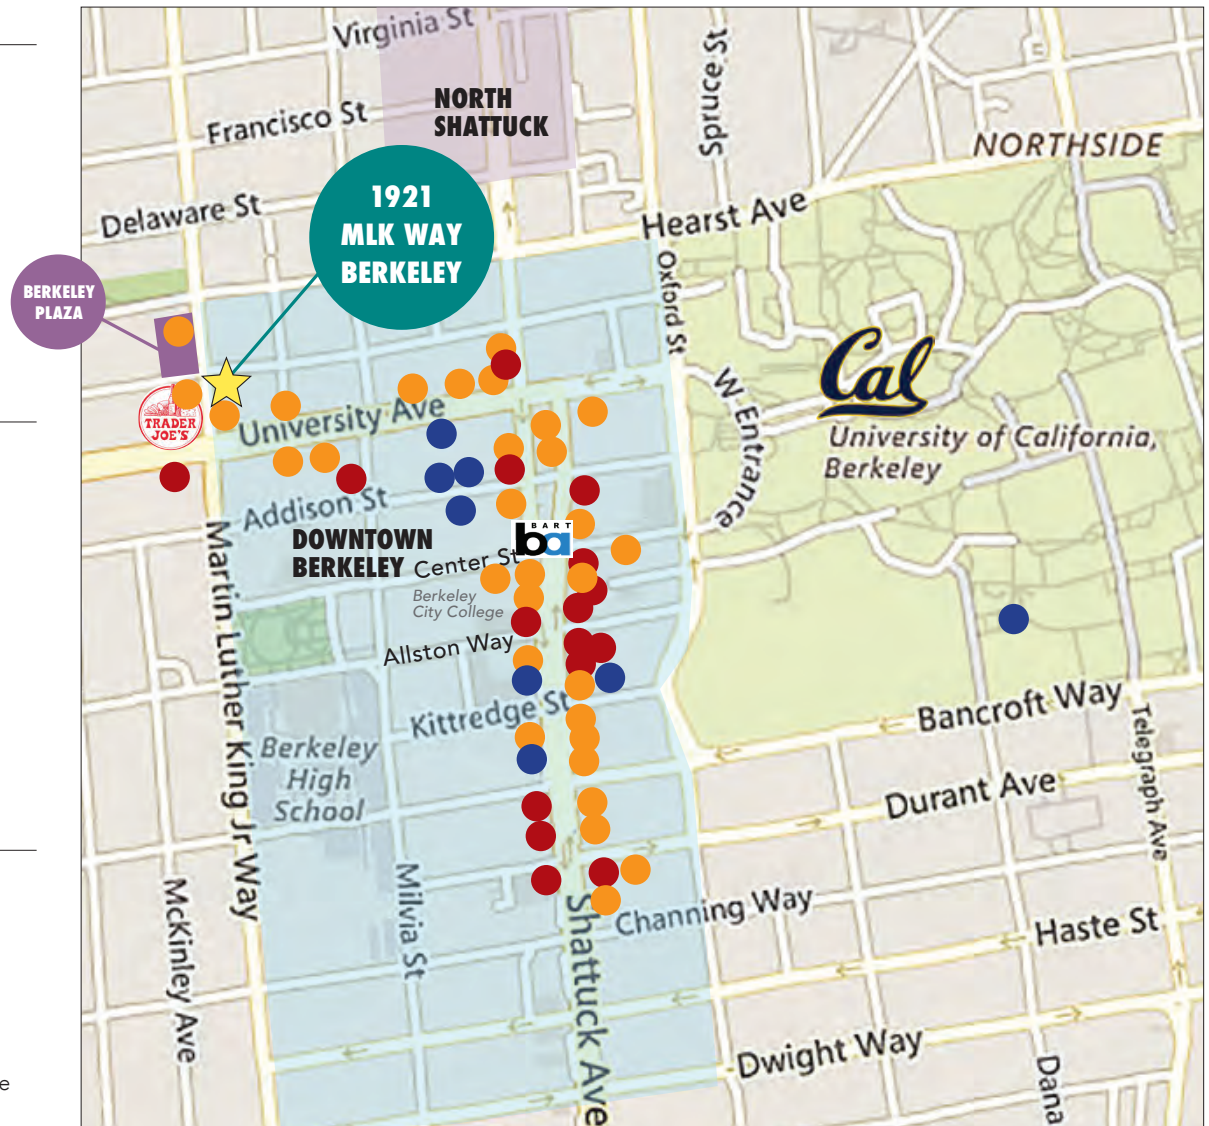 Virginia St
NORTH
SHATTUCK
Francisco St
Spruce St
NORTHSIDE
1921
MLK WAY
BERKELEY
Delaware St
Hearst Ave
BERKELEY
PLAZA
Oxford St
Cal
TRADER
JOE'S
University Ave
W Entrance
University of California,
Berkeley
Addison St
DOWNTOWN
BERKELEY
BART
ba
Center St
Berkeley
City College
Allston Way
Martin Luther King Jr Way
Kittredge St
Bancroft Way
Telegraph Ave
Berkeley
High
School
Durant Ave
McKinley Ave
Milvia St
Shattuck Ave
Channing Way
Haste St
Dwight Way
Dana
e